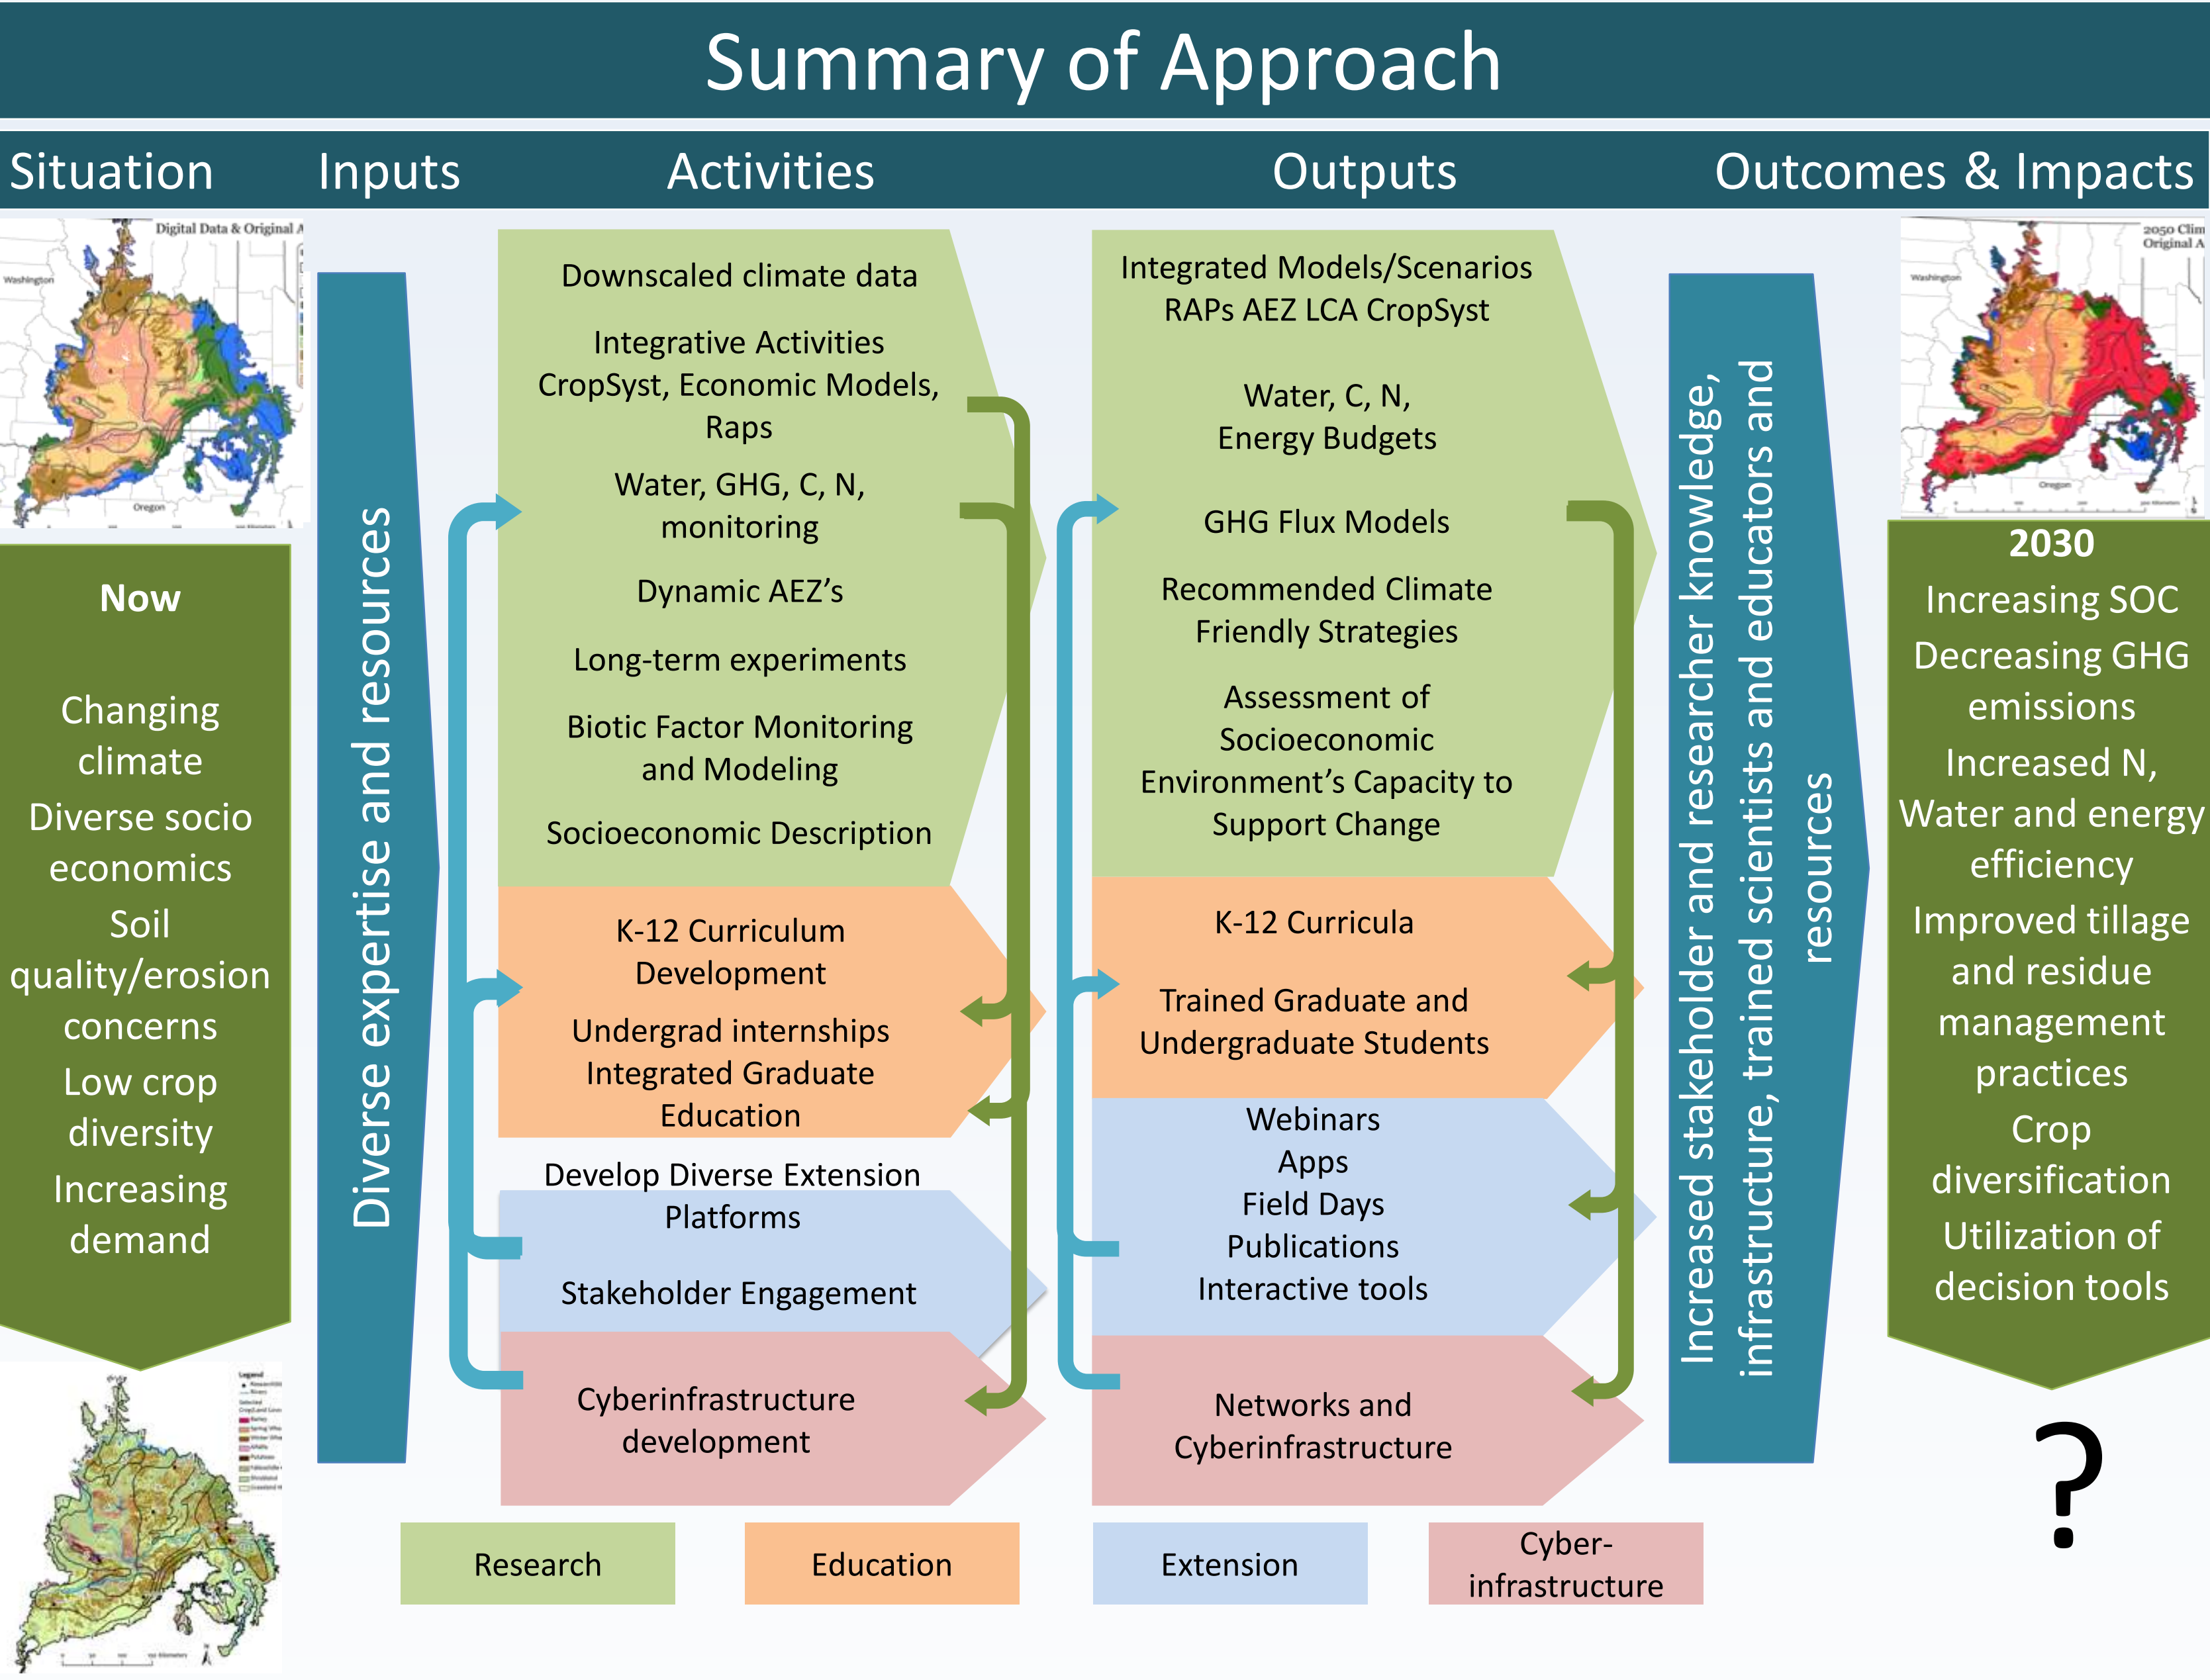 Summary of Approach
Situation
Inputs
Activities
Outputs
Outcomes & Impacts
Digital Data & Original A
Washington
Oregon
Now
Changing
climate
Diverse socio
economics
Soil
quality/erosion
concerns
Low crop
diversity
Increasing
demand
Legend
Diverse expertise and resources
Downscaled climate data
Integrative Activities
CropSyst, Economic Models,
Raps
Water, GHG, C, N,
monitoring
Dynamic AEZ’s
Long-term experiments
Biotic Factor Monitoring
and Modeling
Socioeconomic Description
K-12 Curriculum
Development
Undergrad internships
Integrated Graduate
Education
Develop Diverse Extension
Platforms
Stakeholder Engagement
Cyberinfrastructure
development
Integrated Models/Scenarios
RAPs AEZ LCA CropSyst
Water, C, N,
Energy Budgets
GHG Flux Models
Recommended Climate
Friendly Strategies
Assessment of
Socioeconomic
Environment’s Capacity to
Support Change
K-12 Curricula
Trained Graduate and
Undergraduate Students
Webinars
Apps
Field Days
Publications
Interactive tools
Networks and
Cyberinfrastructure
Increased stakeholder and researcher knowledge,
infrastructure, trained scientists and educators and
resources
2050 Clim
Original A
Washington
Oregon
2030
Increasing SOC
Decreasing GHG
emissions
Increased N,
Water and energy
efficiency
Improved tillage
and residue
management
practices
Crop
diversification
Utilization of
decision tools
?
Research
Education
Extension
Cyber-
infrastructure